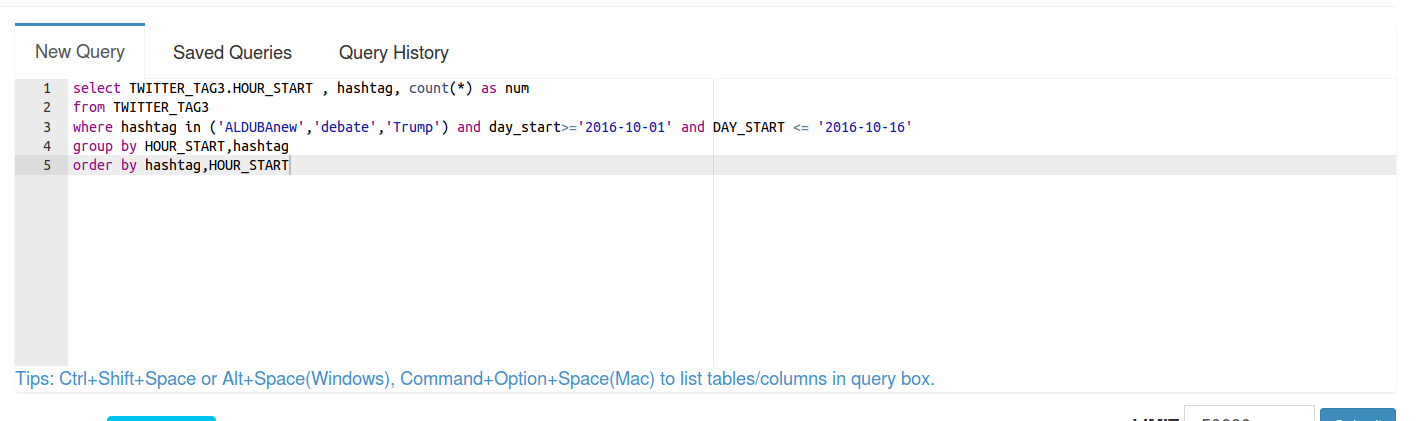 New Query Saved Queries Query History
1 select TWITTER_TAG3.HOUR_START , hashtag, count(*) as num
2 from TWITTER_TAG3
3 where hashtag in ('ALDUBAnew','debate','Trump') and day_start>='2016-10-01' and DAY_START <= '2016-10-16'
4 group by HOUR_START,hashtag
5 order by hashtag,HOUR_START
Tips: Ctrl+Shift+Space or Alt+Space(Windows), Command+Option+Space(Mac) to list tables/columns in query box.
LIMIT